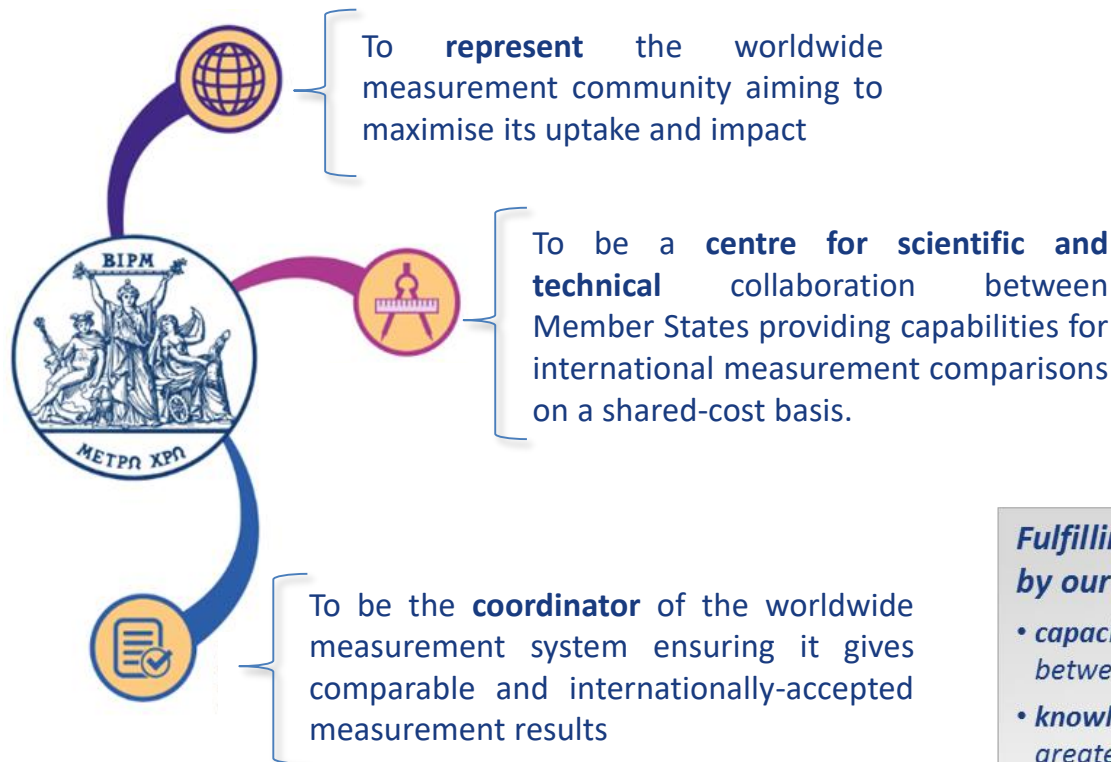 To represent the worldwide
measurement community aiming to
maximise its uptake and impact
BIPM
ΜΕΤΡΩ ΧΡΩ
To be a centre for scientific and
technical collaboration between
Member States providing capabilities for
international measurement comparisons
on a shared-cost basis.
To be the coordinator of the worldwide
measurement system ensuring it gives
comparable and internationally-accepted
measurement results
by our